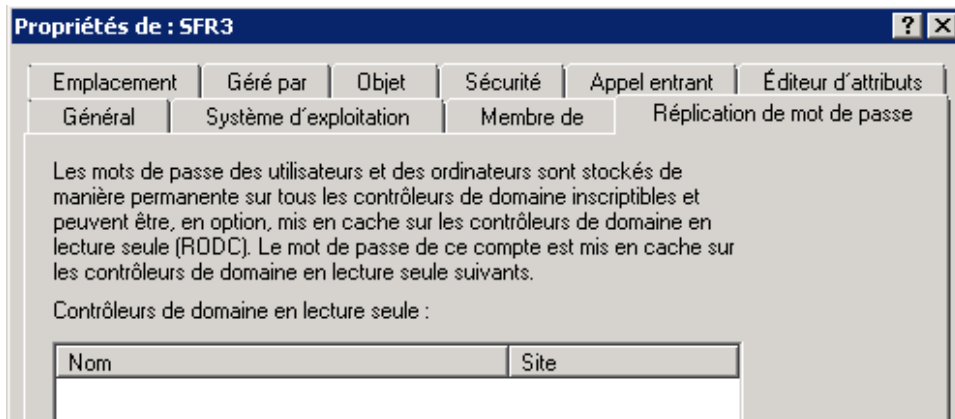 Propriétés de : SFR3
Emplacement Géré par Objet Sécurité Appel entrant Éditeur d'attributs
Général Système d'exploitation Membre de Réplication de mot de passe
Les mots de passe des utilisateurs et des ordinateurs sont stockés de
manière permanente sur tous les contrôleurs de domaine inscriptibles et
peuvent être, en option, mis en cache sur les contrôleurs de domaine en
lecture seule (RODC). Le mot de passe de ce compte est mis en cache sur
les contrôleurs de domaine en lecture seule suivants.
Contrôleurs de domaine en lecture seule :
Nom Site